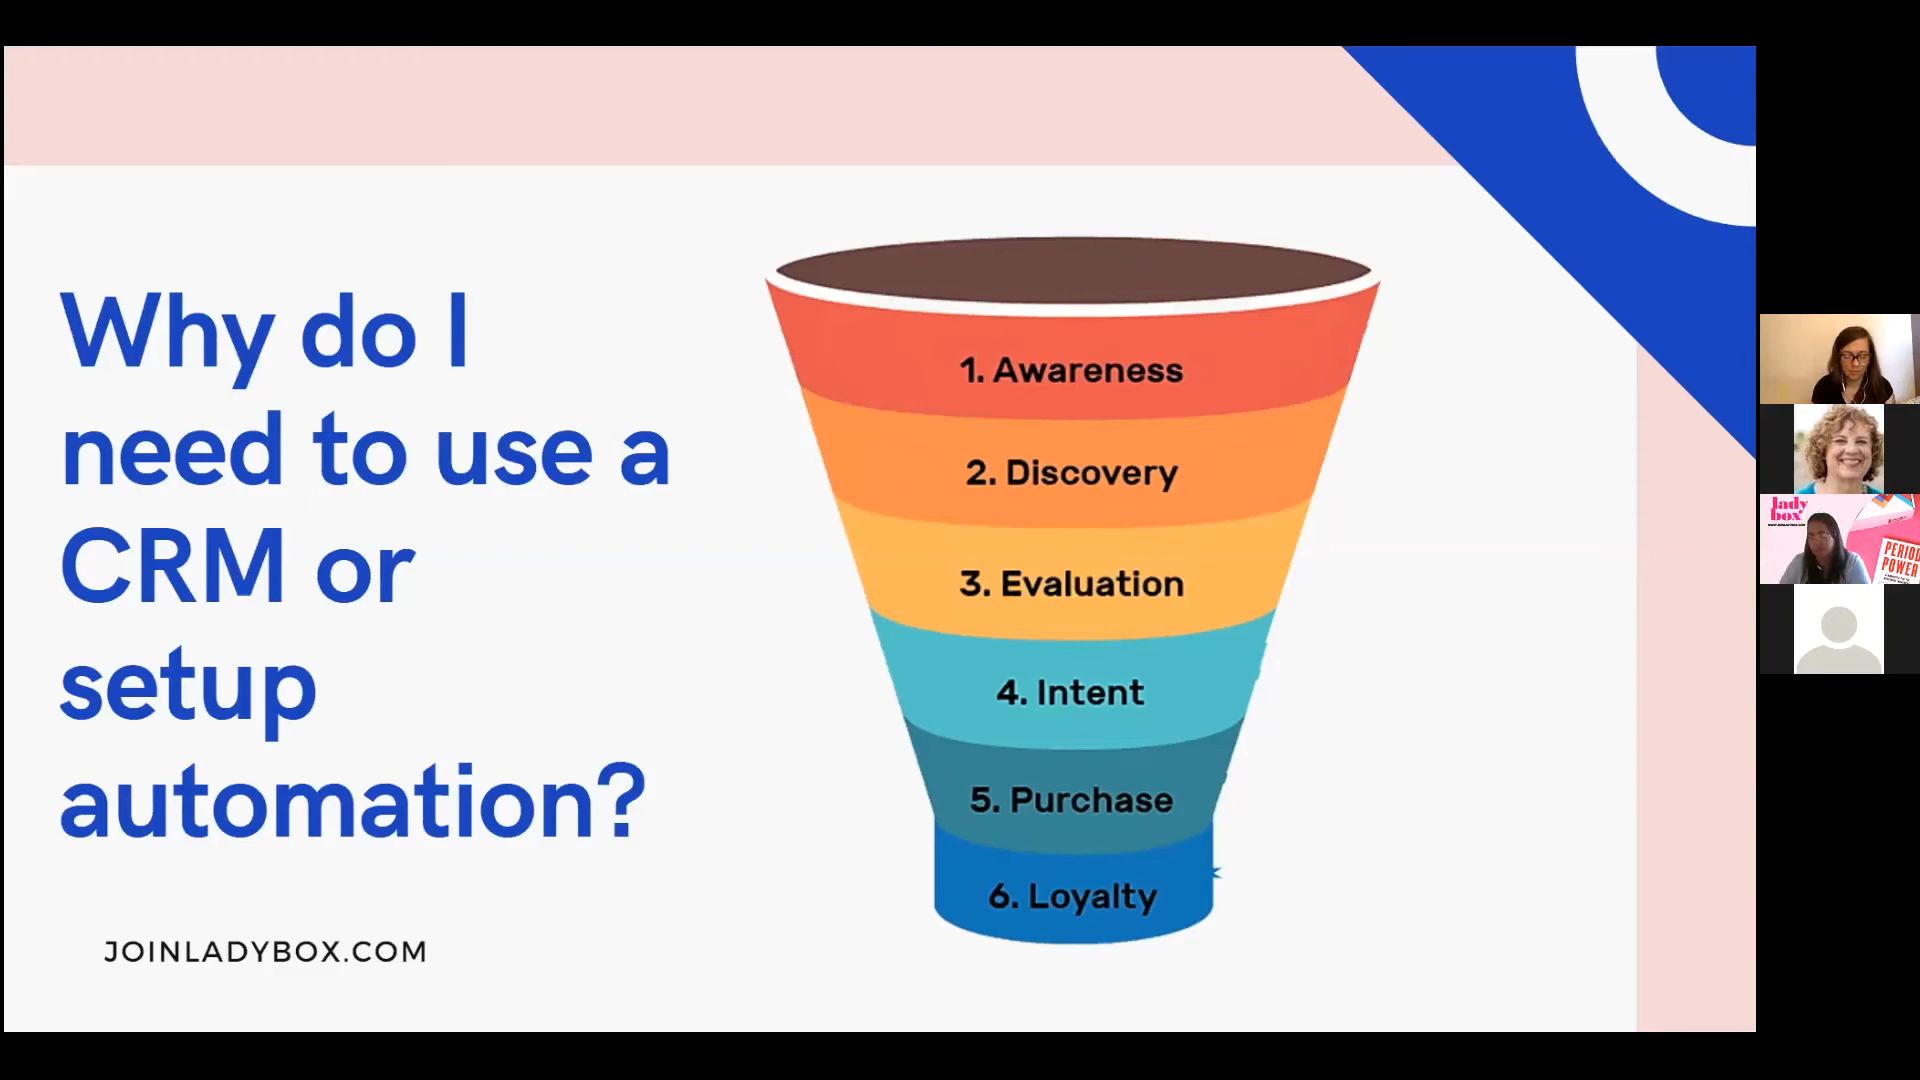 Why do I
need to use a
CRM or
setup
automation?
JOINLADYBOX.COM
1. Awareness
2. Discovery
3. Evaluation
4. Intent
5. Purchase
6. Loyalty
lady
box
PERIOD
POWER